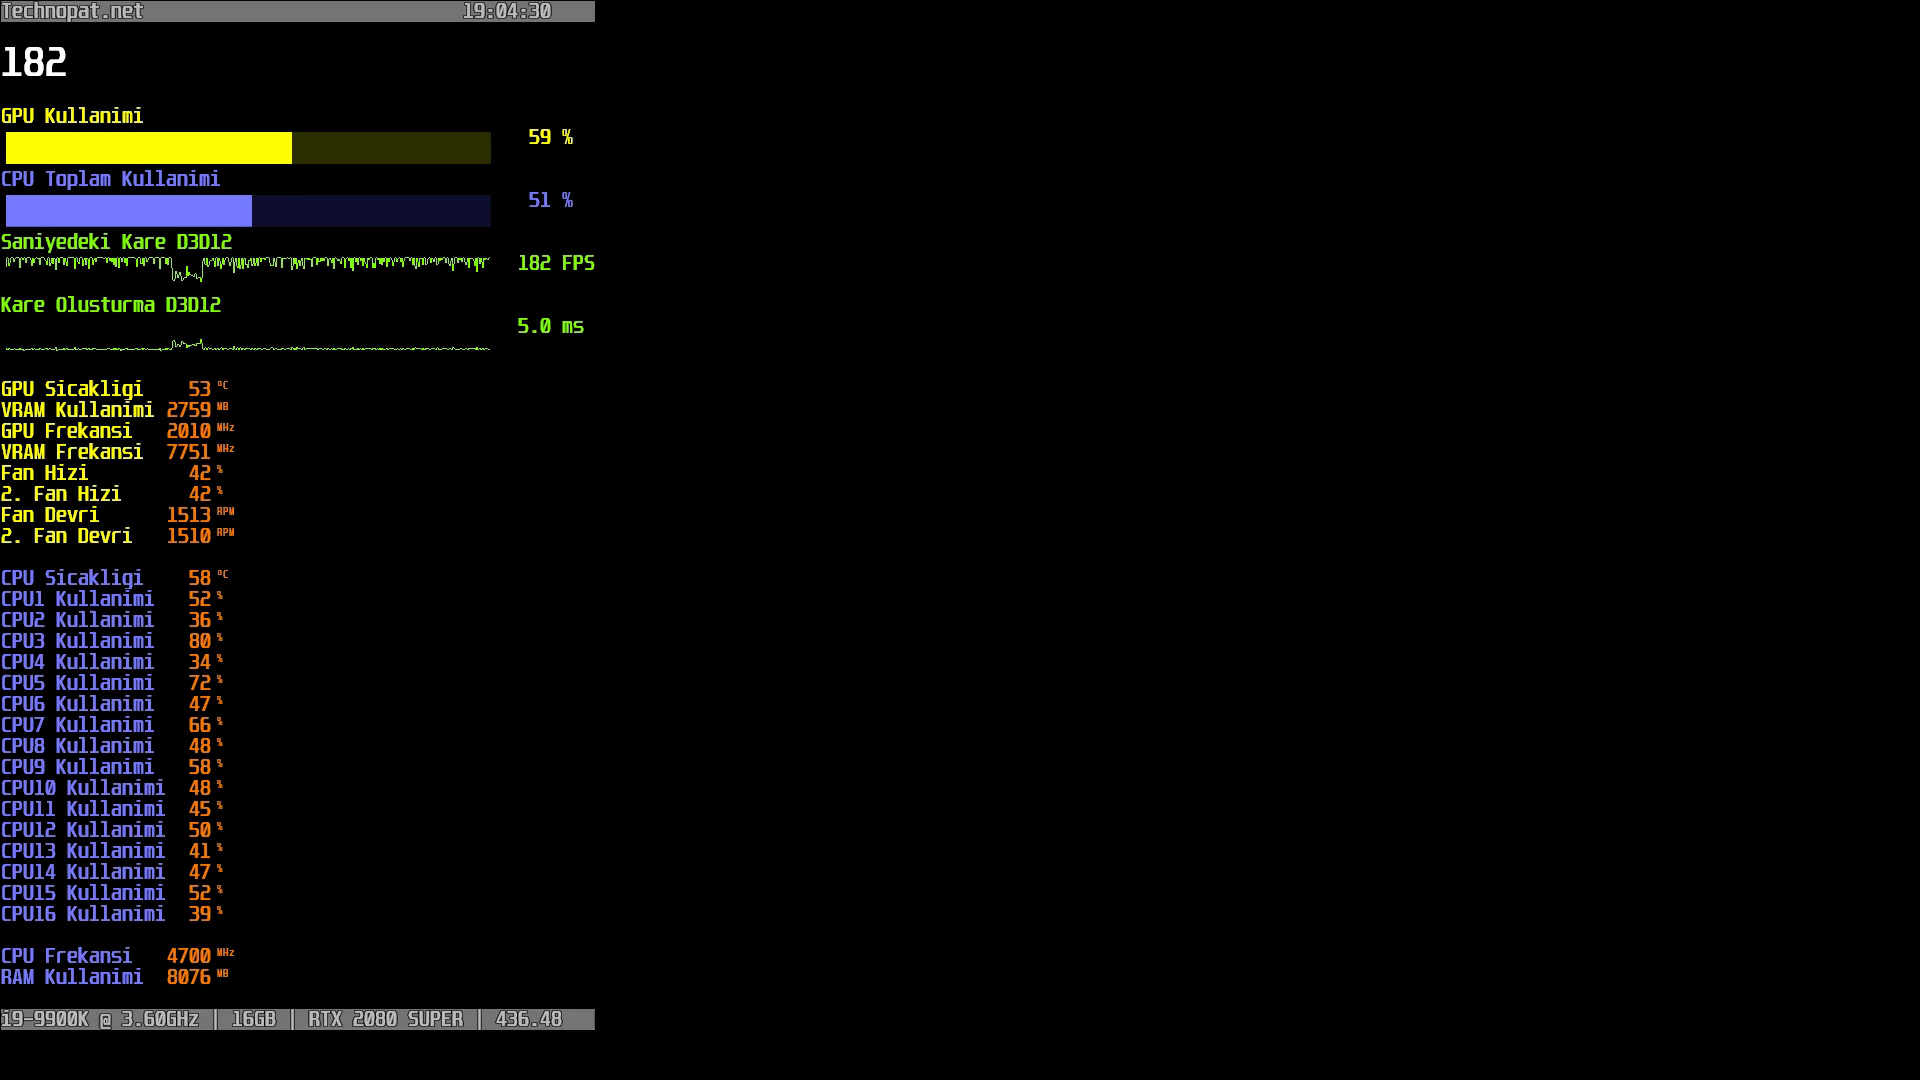 Technopat.net 19:04:30
182
GPU Kullanimi
59 %
CPU Toplam Kullanimi
51 %
Saniyedeki Kare D3D12
182 FPS
Kare Olusturma D3D12
5.0 ms
GPU Sicakligi 53 °C
VRAM Kullanimi 2759 MB
GPU Frekansi 2010 MHz
VRAM Frekansi 7751 MHz
Fan Hizi 42 %
2. Fan Hizi 42 %
Fan Devri 1513 RPM
2. Fan Devri 1510 RPM
CPU Sicakligi 58 °C
CPU1 Kullanimi 52 %
CPU2 Kullanimi 36 %
CPU3 Kullanimi 80 %
CPU4 Kullanimi 34 %
CPU5 Kullanimi 72 %
CPU6 Kullanimi 47 %
CPU7 Kullanimi 66 %
CPU8 Kullanimi 48 %
CPU9 Kullanimi 58 %
CPU10 Kullanimi 48 %
CPU11 Kullanimi 45 %
CPU12 Kullanimi 50 %
CPU13 Kullanimi 41 %
CPU14 Kullanimi 47 %
CPU15 Kullanimi 52 %
CPU16 Kullanimi 39 %
CPU Frekansi 4700 MHz
RAM Kullanimi 8076 MB
i9-9900K @ 3.60GHz | 16GB | RTX 2080 SUPER | 436.48